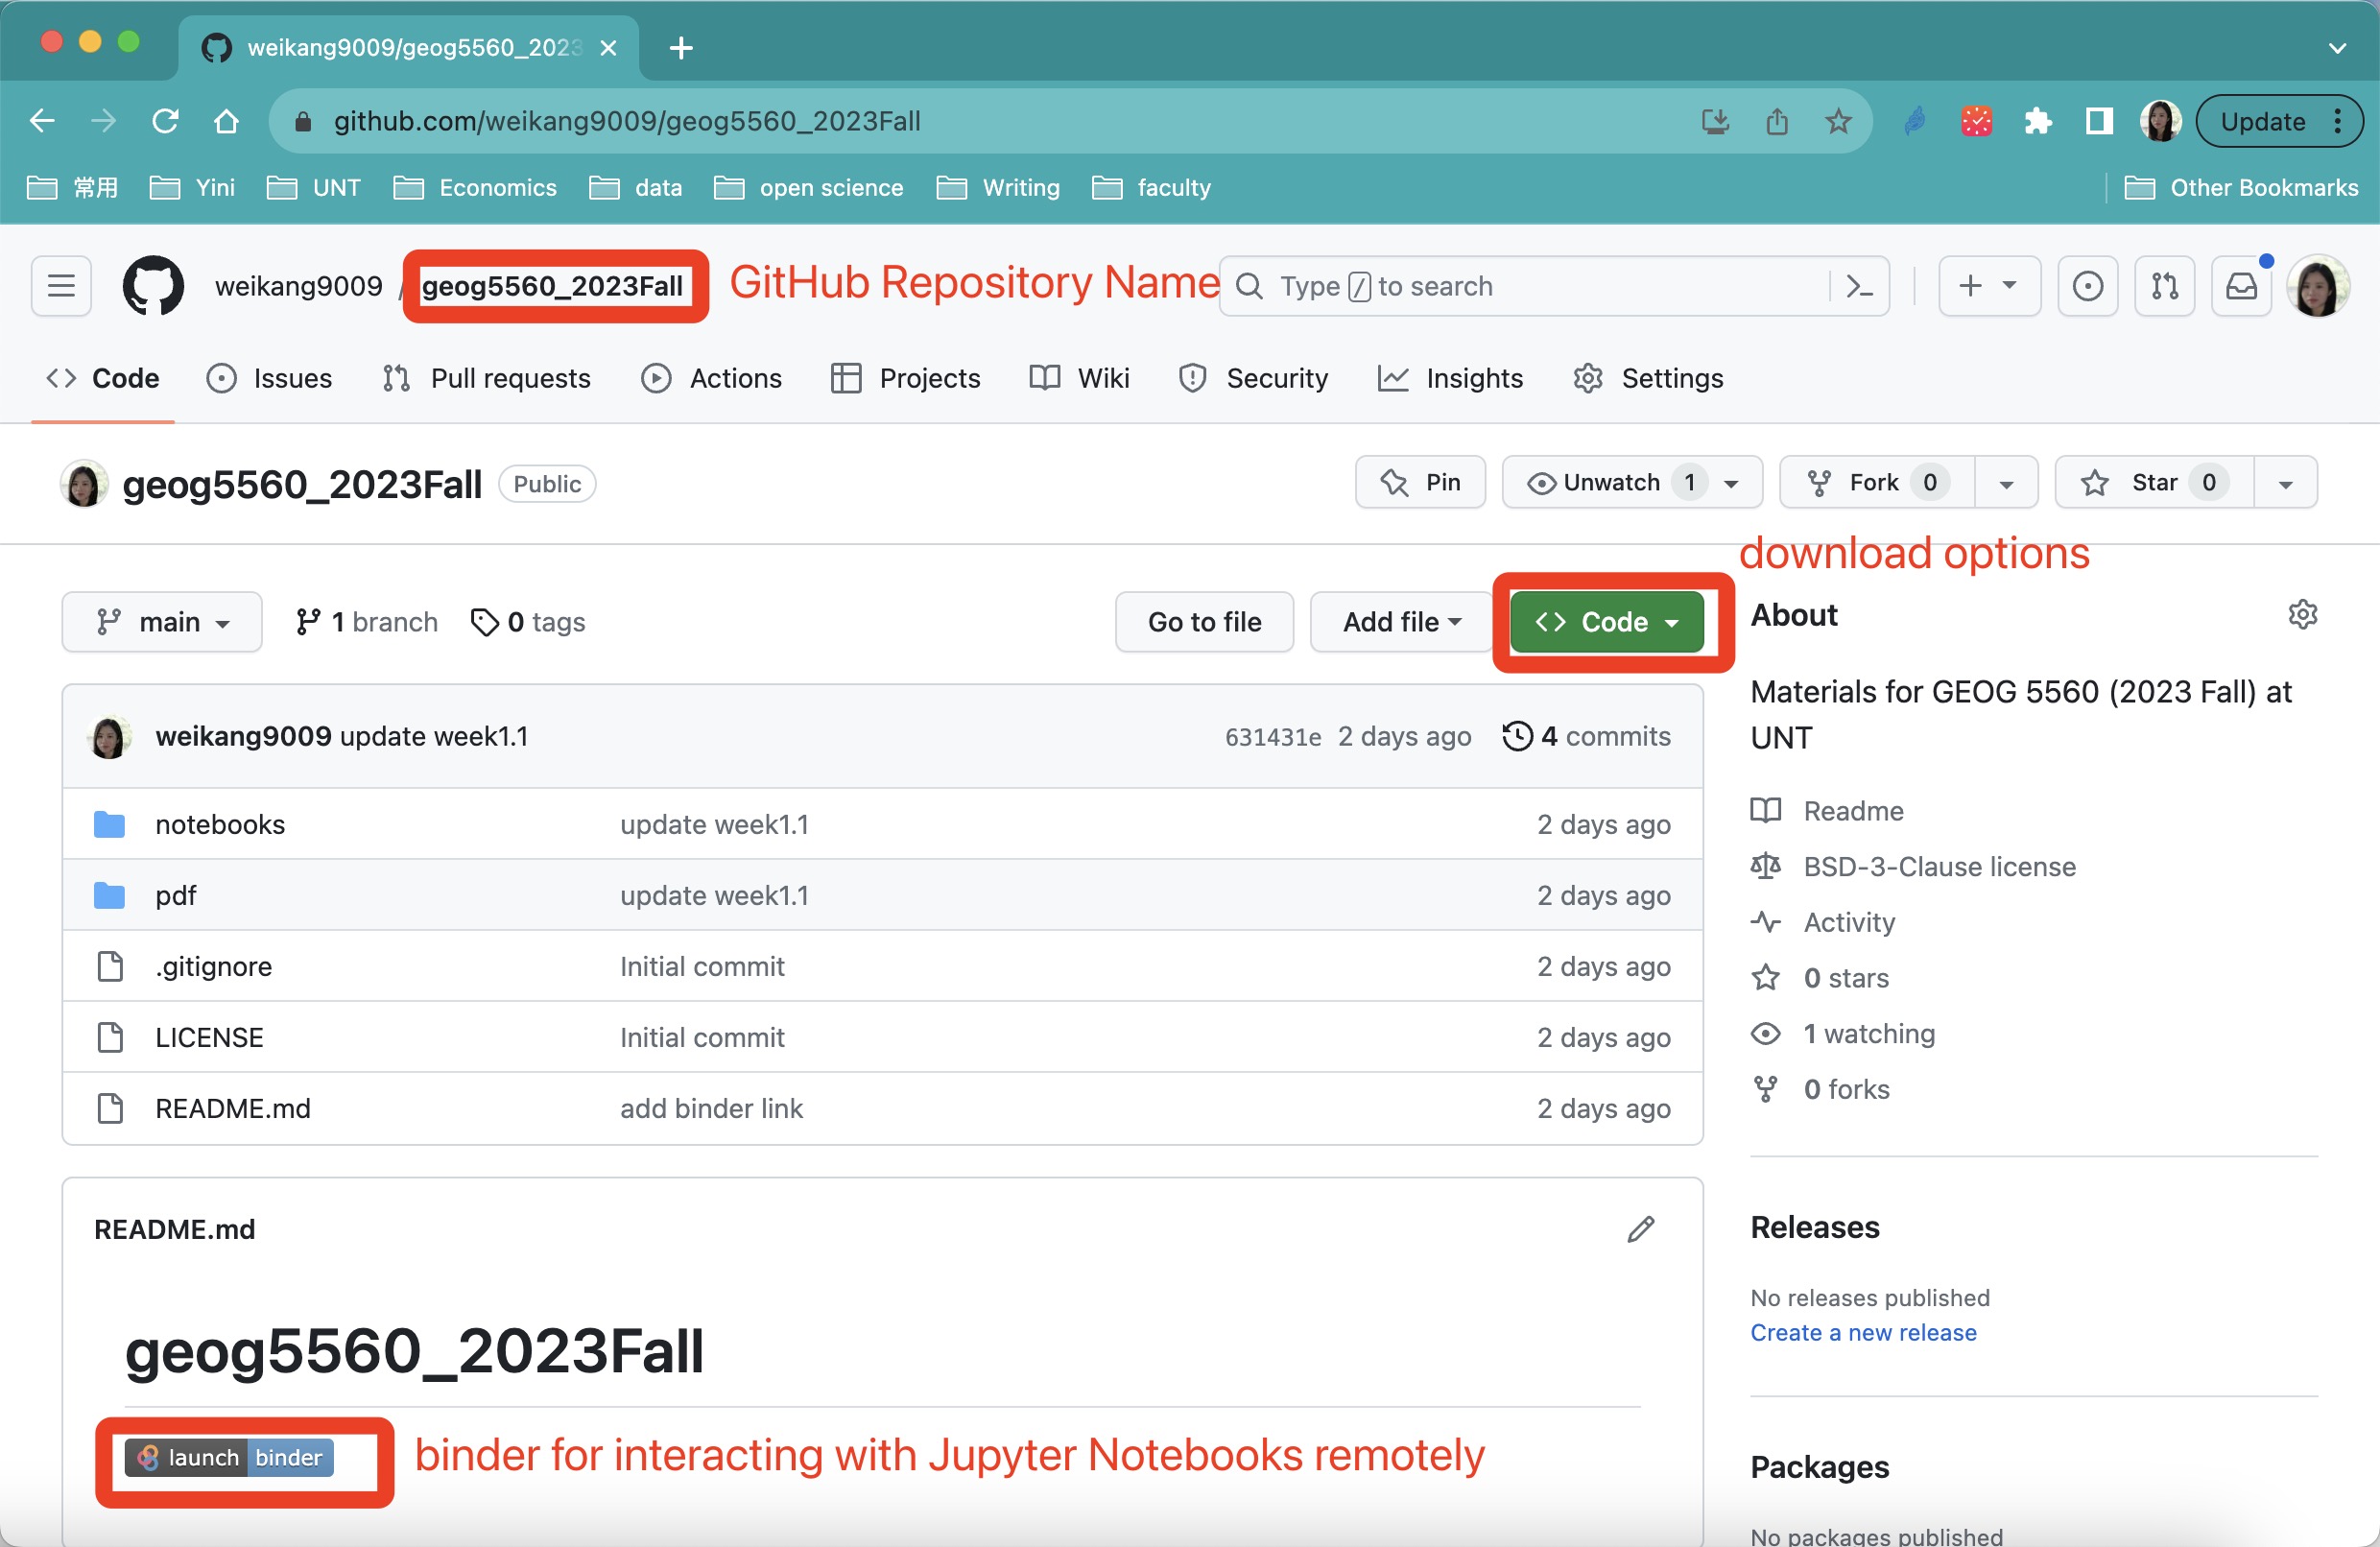 weikang9009/geog5560_2023
github.com/weikang9009/geog5560_2023Fall
Update
常用 Yini UNT Economics data open science Writing faculty Other Bookmarks
weikang9009 / geog5560_2023Fall GitHub Repository Name Type / to search
Code Issues Pull requests Actions Projects Wiki Security Insights Settings
geog5560_2023Fall Public Pin Unwatch 1 Fork 0 Star 0
download options
main 1 branch 0 tags Go to file Add file Code
weikang9009 update week1.1 631431e 2 days ago 4 commits
notebooks update week1.1 2 days ago
pdf update week1.1 2 days ago
.gitignore Initial commit 2 days ago
LICENSE Initial commit 2 days ago
README.md add binder link 2 days ago
README.md
geog5560_2023Fall
launch binder binder for interacting with Jupyter Notebooks remotely
About
Materials for GEOG 5560 (2023 Fall) at
UNT
Readme
BSD-3-Clause license
Activity
0 stars
1 watching
0 forks
Releases
No releases published
Create a new release
Packages
No packages published